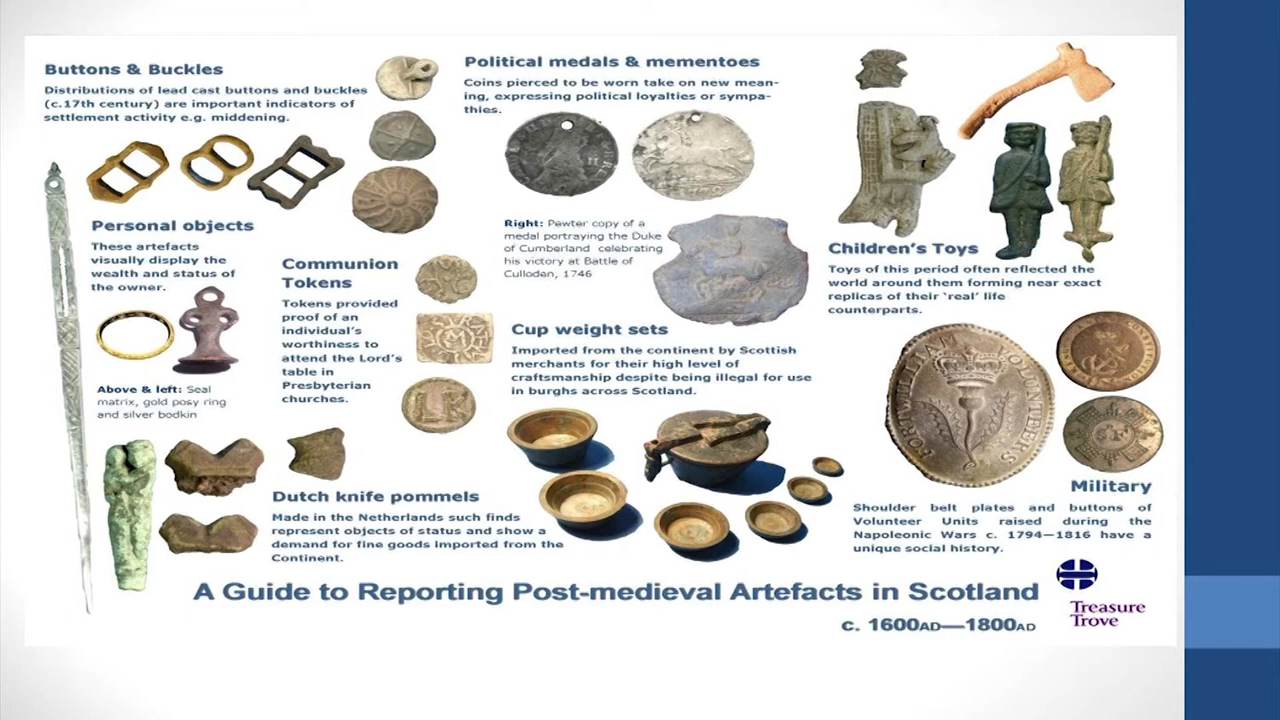 Buttons & Buckles
Distributions of lead cast buttons and buckles
(c.17th century) are important indicators of
settlement activity e.g. middening.
Political medals & mementoes
Coins pierced to be worn take on new mean-
ing, expressing political loyalties or sympa-
thies.
Personal objects
These artefacts
visually display the
wealth and status of
the owner.
Above & left: Seal
matrix, gold posy ring
and silver bodkin
Communion
Tokens
Tokens provided
proof of an
individual's
worthiness to
attend the Lord's
table in
Presbyterian
churches.
Right: Pewter copy of a
medal portraying the Duke
of Cumberland celebrating
his victory at Battle of
Culloden, 1746
Children's Toys
Toys of this period often reflected the
world around them forming near exact
replicas of their 'real' life
counterparts.
Cup weight sets
Imported from the continent by Scottish
merchants for their high level of
craftsmanship despite being illegal for use
in burghs across Scotland.
Dutch knife pommels
Made in the Netherlands such finds
represent objects of status and show a
demand for fine goods imported from the
Continent.
FORTWILLIAM VOLUNTEERS
Military
Shoulder belt plates and buttons of
Volunteer Units raised during the
Napoleonic Wars c. 1794—1816 have a
unique social history.
A Guide to Reporting Post-medieval Artefacts in Scotland
c. 1600AD—1800AD
Treasure
Trove